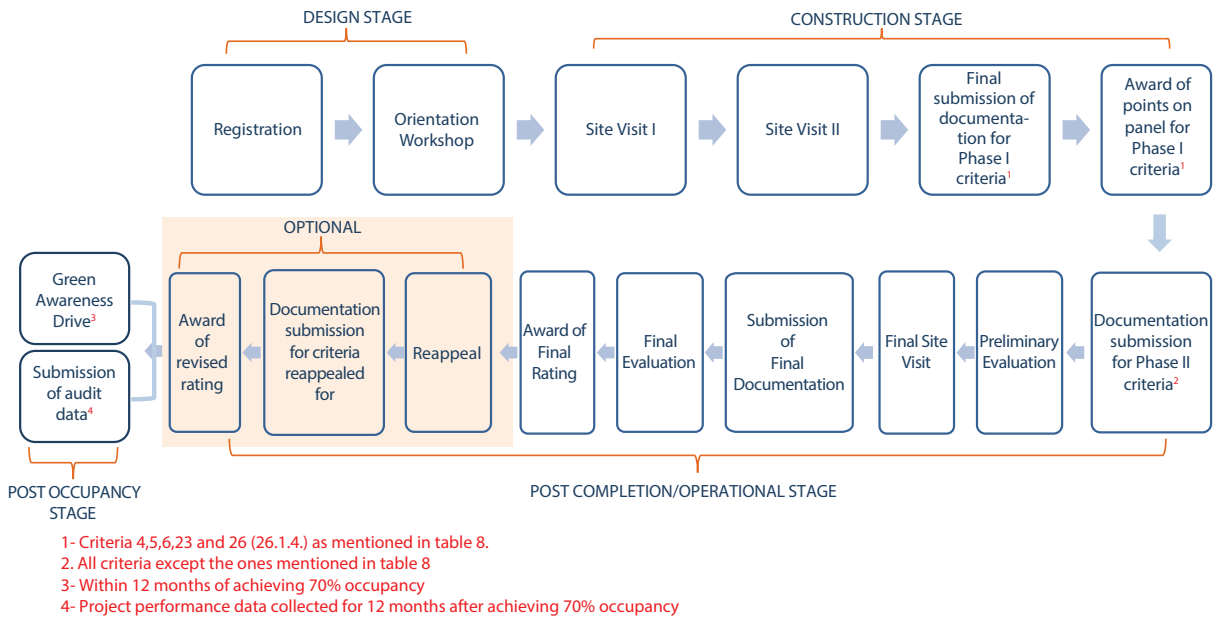 DESIGN STAGE
CONSTRUCTION STAGE
Registration
Orientation
Workshop
Site Visit I
Site Visit II
Final
submission of
documenta-
tion for
Phase I
criteria1
Award of
points on
panel for
Phase I
criteria1
OPTIONAL
Green
Awareness
Drive3
Submission
of audit
data4
Award
of
revised
rating
Documentation
submission
for criteria
reappealed
for
Reappeal
Award of
Final
Rating
Final
Evaluation
Submission
of
Final
Documentation
Final Site
Visit
Preliminary
Evaluation
Documentation
submission
for Phase II
criteria2
POST OCCUPANCY
STAGE
POST COMPLETION/OPERATIONAL STAGE
1- Criteria 4,5,6,23 and 26 (26.1.4.) as mentioned in table 8.
2. All criteria except the ones mentioned in table 8
3- Within 12 months of achieving 70% occupancy
4- Project performance data collected for 12 months after achieving 70% occupancy